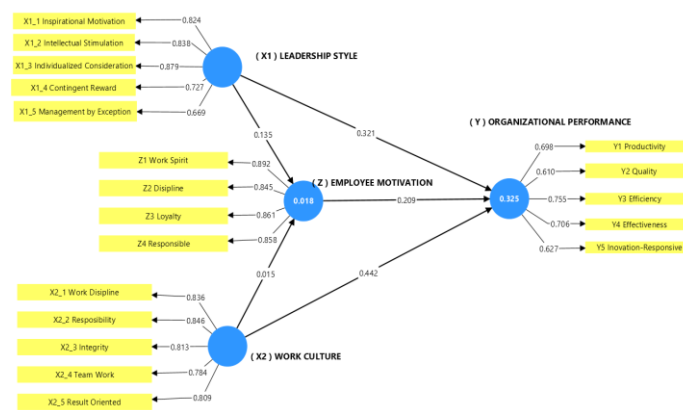 X1_1 Inspirational Motivation
0.824
X1_2 Intellectual Stimulation
0.838
X1_3 Individualized Consideration
0.879
X1_4 Contingent Reward
0.727
X1_5 Management by Exception
0.669
( X1 ) LEADERSHIP STYLE
0.135
0.321
( Y ) ORGANIZATIONAL PERFORMANCE
0.698
Y1 Productivity
0.610
Y2 Quality
0.325
0.755
Y3 Efficiency
0.706
Y4 Effectiveness
0.627
Y5 Inovation-Responsive
Z1 Work Spirit
0.892
Z2 Disipline
0.845
Z3 Loyalty
0.861
Z4 Responsible
0.858
( Z ) EMPLOYEE MOTIVATION
0.018
0.209
0.015
0.442
X2_1 Work Disipline
0.836
X2_2 Resposibility
0.846
X2_3 Integrity
0.813
X2_4 Team Work
0.784
X2_5 Result Oriented
0.809
( X2 ) WORK CULTURE